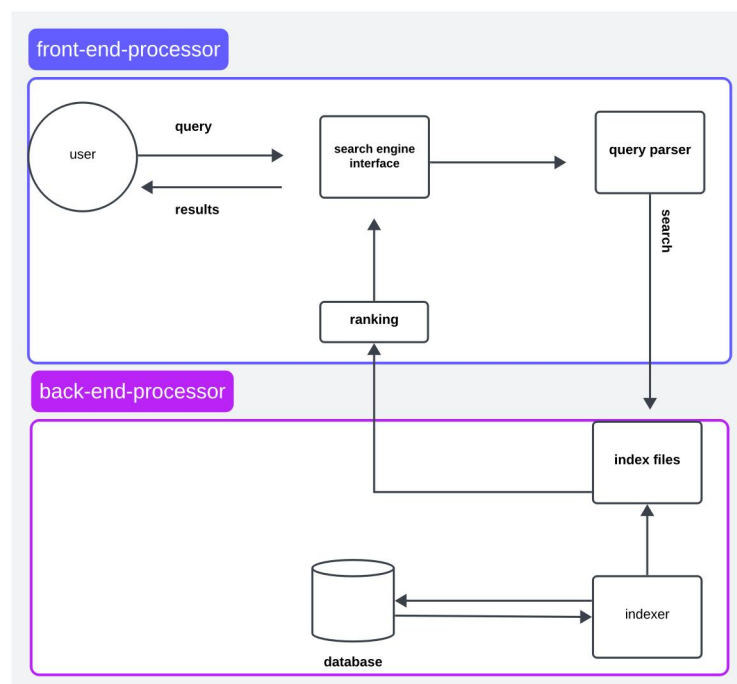 front-end-processor
user
query
results
search engine
interface
query parser
search
ranking
back-end-processor
index files
indexer
database